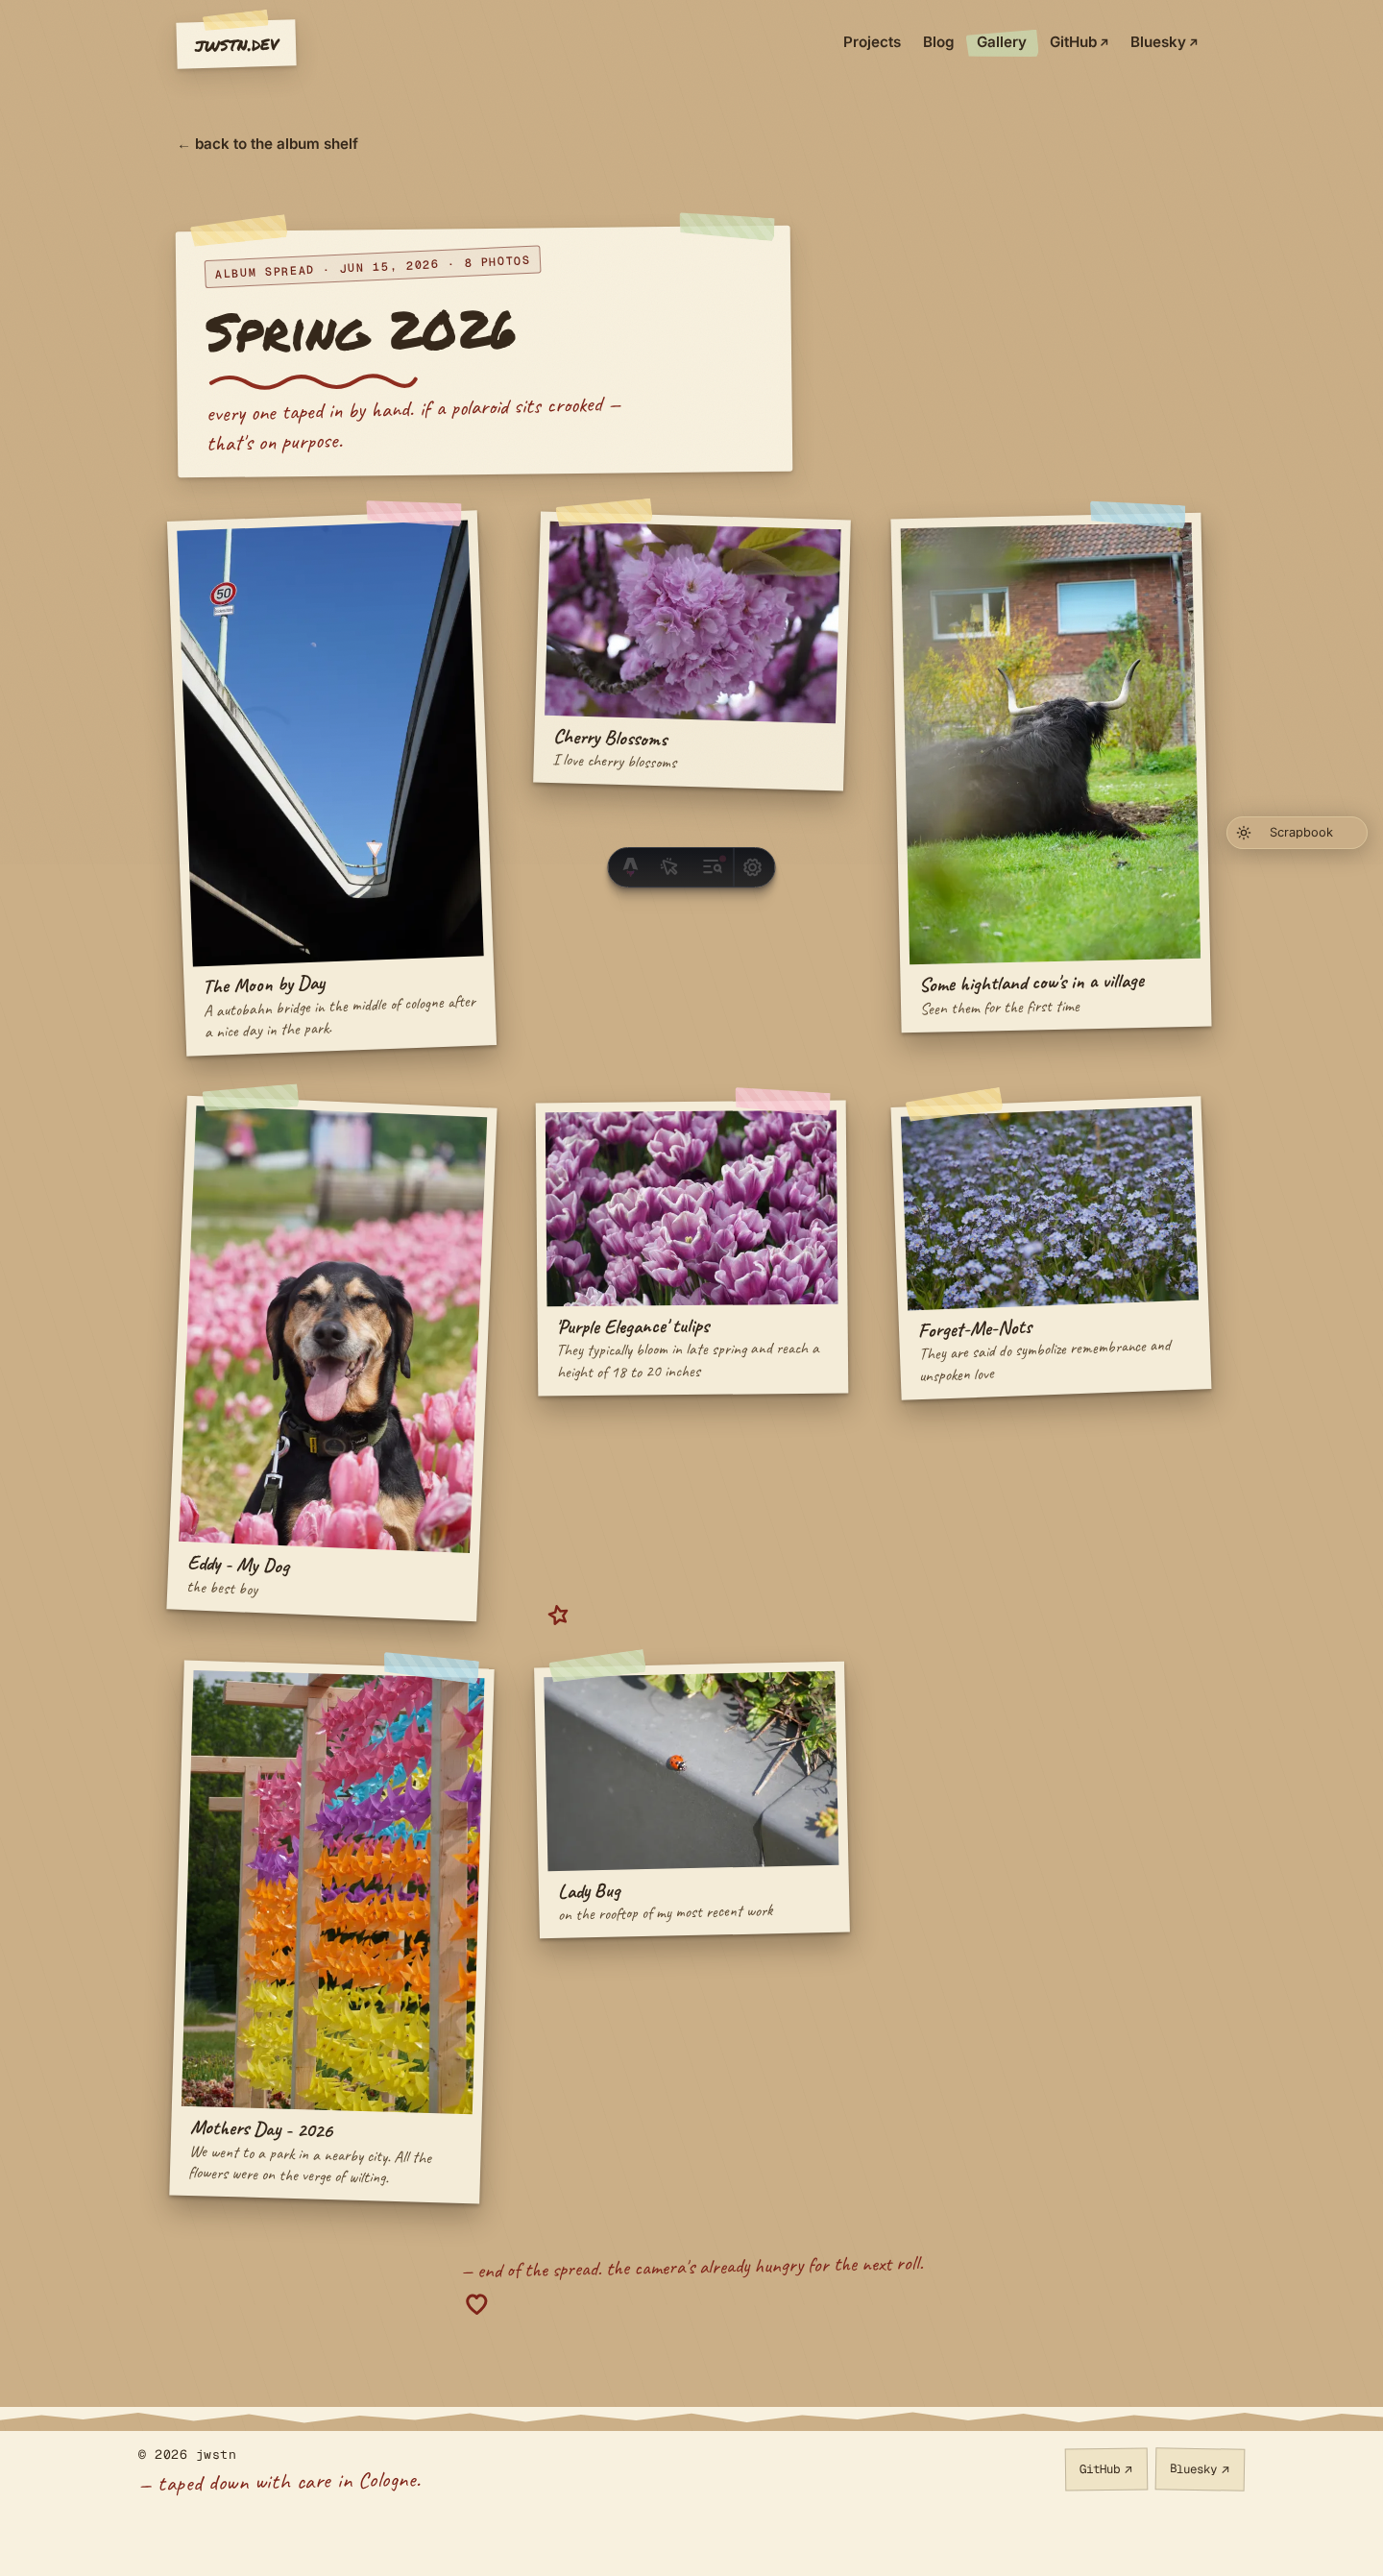 JWSTN.DEV
Projects Blog Gallery GitHub ↗ Bluesky ↗
← back to the album shelf
ALBUM SPREAD · JUN 15, 2026 · 8 PHOTOS
Spring 2026
every one taped in by hand. if a polaroid sits crooked —
that's on purpose.
50
The Moon by Day
A autobahn bridge in the middle of cologne after
a nice day in the park.
Cherry Blossoms
I love cherry blossoms
Some hightland cow's in a village
Seen them for the first time
Scrapbook
Eddy - My Dog
the best boy
'Purple Elegance' tulips
They typically bloom in late spring and reach a
height of 18 to 20 inches
Forget-Me-Nots
They are said do symbolize remembrance and
unspoken love
Mothers Day - 2026
We went to a park in a nearby city. All the
flowers were on the verge of wilting.
Lady Bug
on the rooftop of my most recent work
— end of the spread. the camera's already hungry for the next roll.
© 2026 jwstn
— taped down with care in Cologne.
GitHub ↗ Bluesky ↗